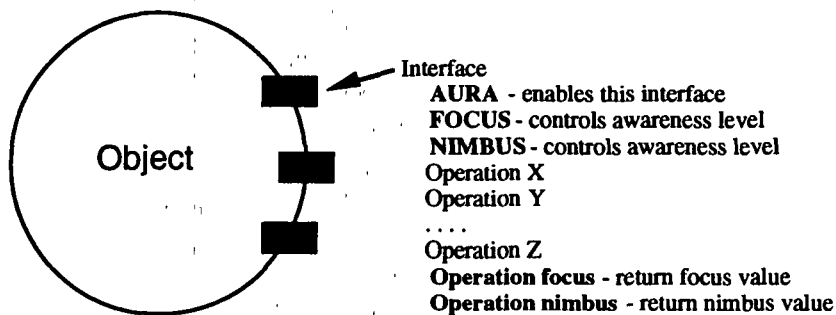 Interface
AURA - enables this interface
FOCUS - controls awareness level
NIMBUS - controls awareness level
Object
Operation X
Operation Y
....
Operation Z
Operation focus - return focus value
Operation nimbus - return nimbus value